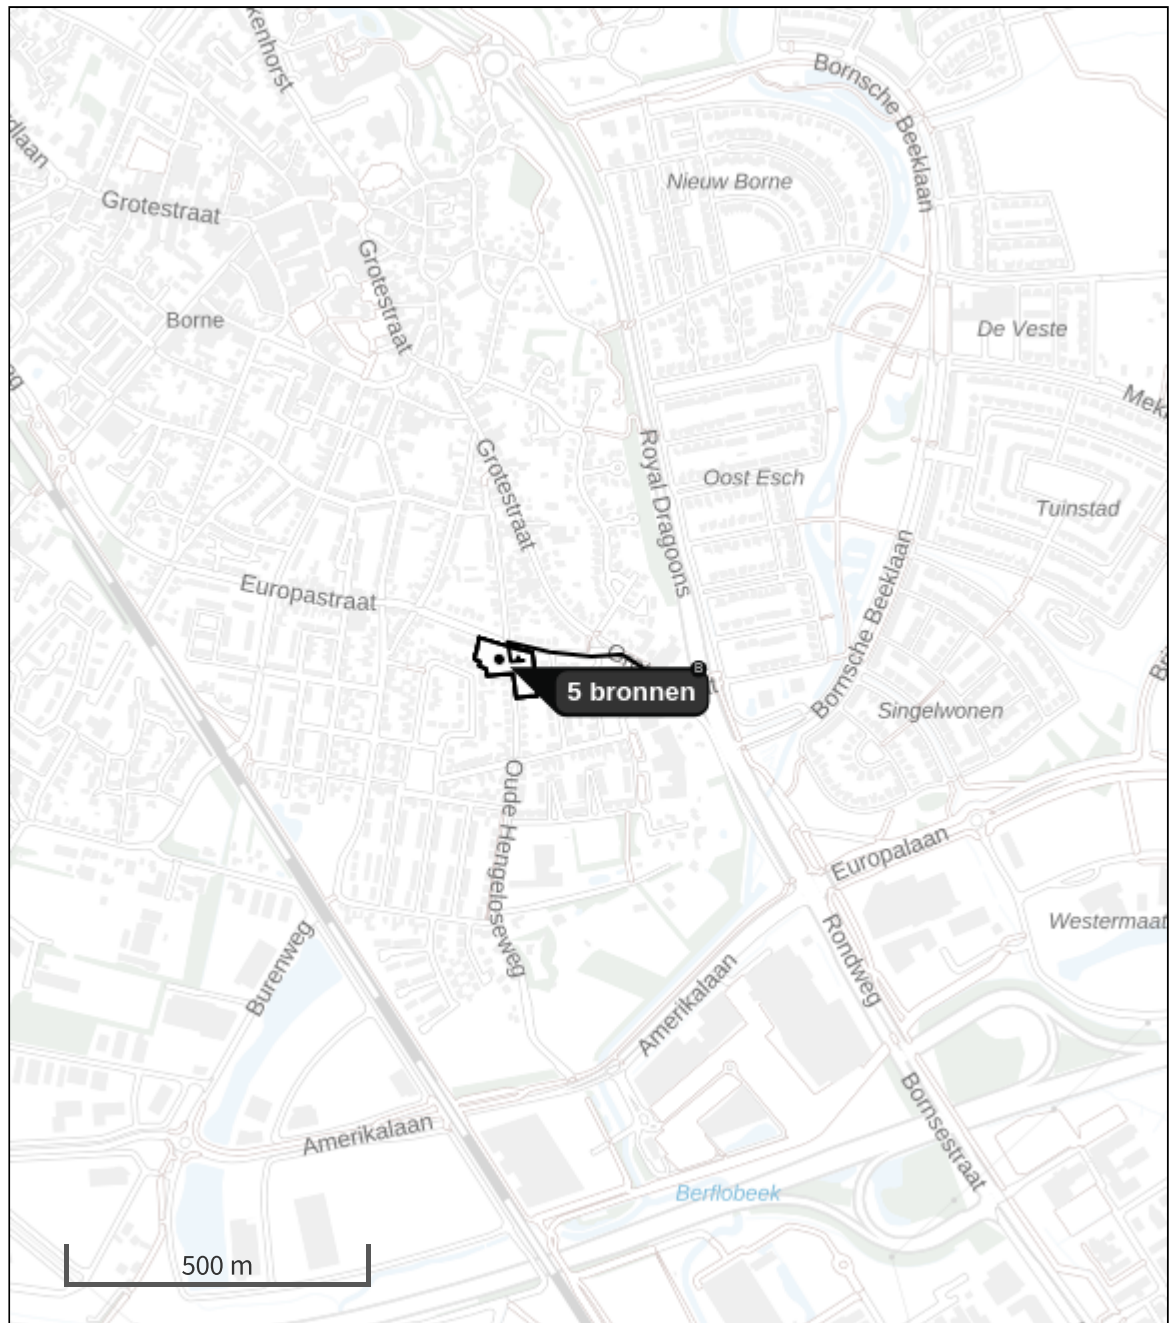 Bornsche Beeklaan
Nieuw Borne
Grotestraat
Grotestraat
Borne
De Veste
Grotestraat
Royal Dragoons
Oost Esch
Tuinstad
Europastraat
Bornsche Beeklaan
B
5 bronnen
Singelwonen
Oude Hengeloseweg
Europalaan
Westermaat
Burenweg
Rondweg
Amerikalaan
Bornsestraat
Amerikalaan
Berflobeek
500 m